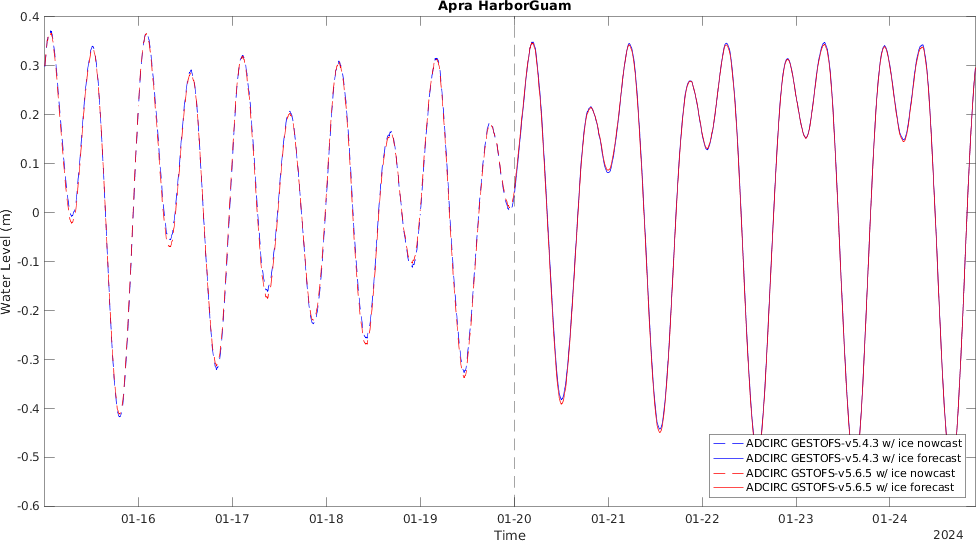 Apra HarborGuam
Water Level (m)
0.4
0.3
0.2
0.1
0
-0.1
-0.2
-0.3
-0.4
-0.5
-0.6
ADCIRC GESTOFS-v5.4.3 w/ ice nowcast
ADCIRC GESTOFS-v5.4.3 w/ ice forecast
ADCIRC GSTOFS-v5.6.5 w/ ice nowcast
ADCIRC GSTOFS-v5.6.5 w/ ice forecast
01-16 01-17 01-18 01-19 01-20 01-21 01-22 01-23 01-24
Time
2024